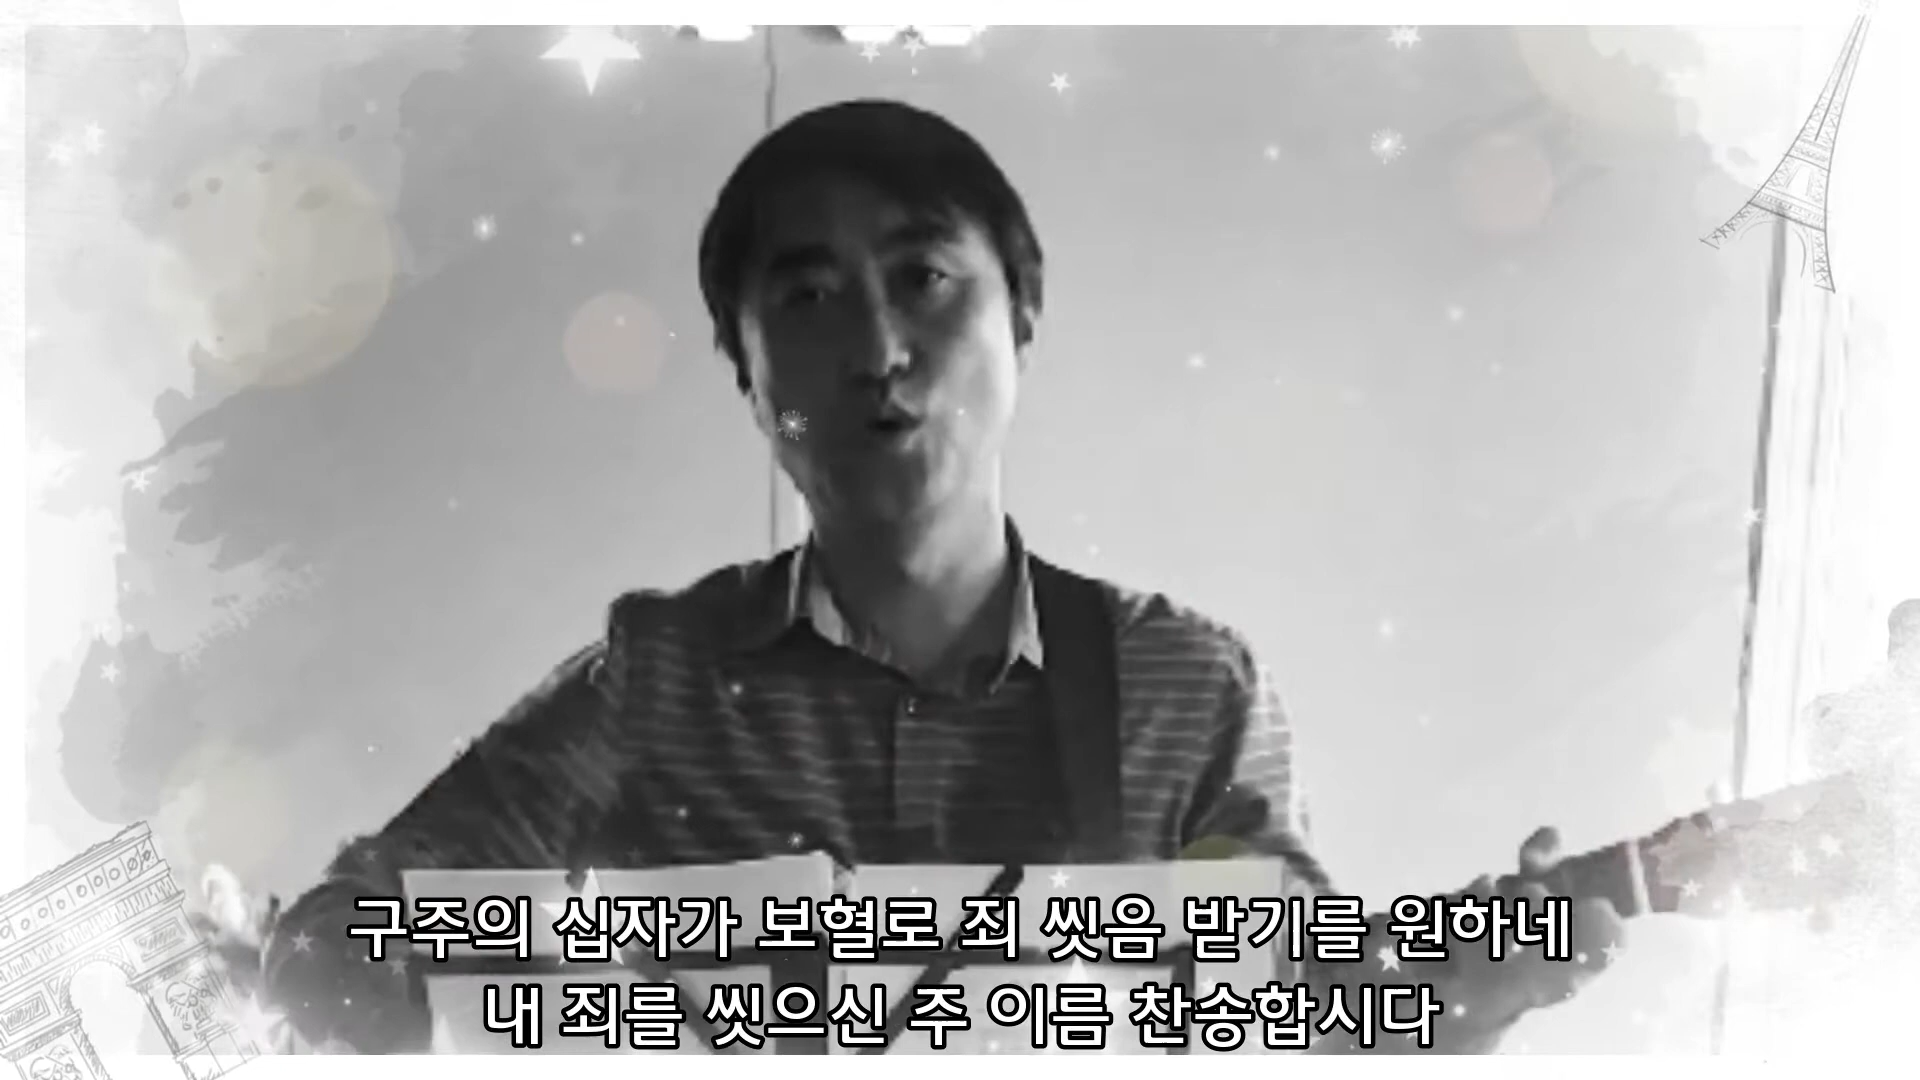 구주의 십자가 보혈로 죄 씻음 받기를 원하네
내 죄를 씻으신 주 이름 찬송합시다